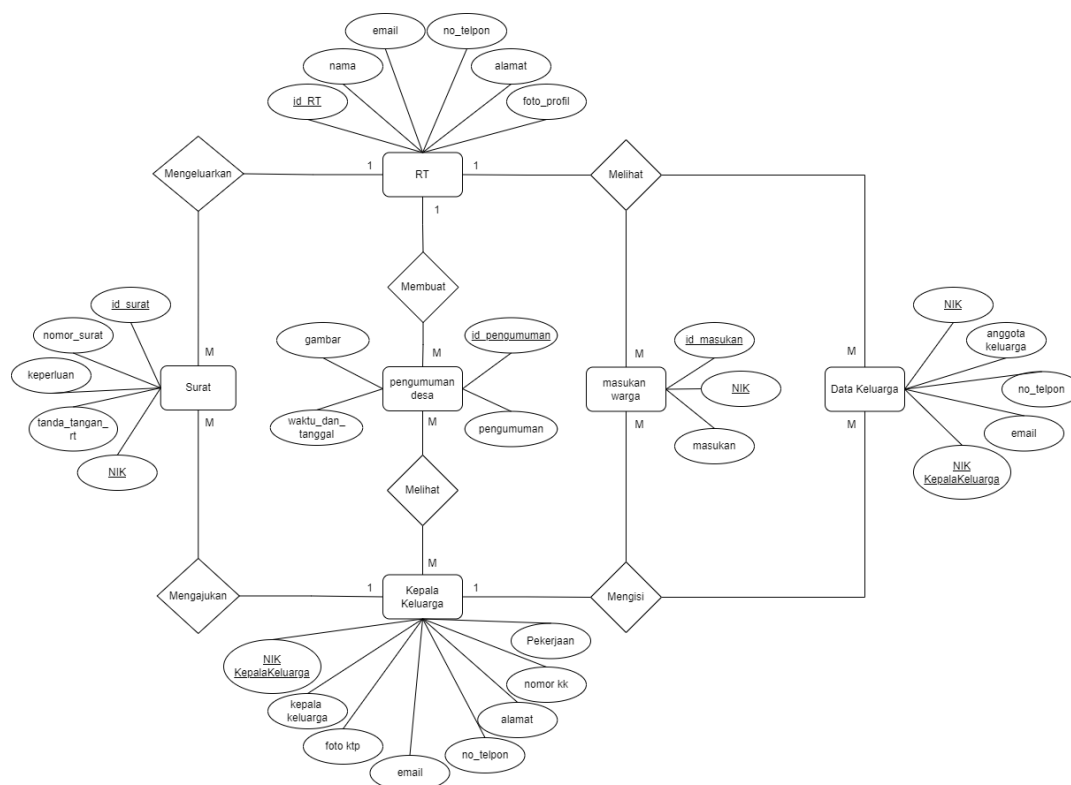 email
no_telpon
nama
alamat
id_RT
foto_profil
Mengeluarkan
1
RT
1
Melihat
1
Membuat
id_surat
nomor_surat
keperluan
tanda_tangan_
rt
NIK
M
Surat
M
gambar
waktu_dan_
tanggal
M
pengumuman
desa
M
id_pengumuman
pengumuman
M
masukan
warga
M
id_masukan
NIK
masukan
M
Data Keluarga
M
NIK
anggota
keluarga
no_telpon
email
NIK
KepalaKeluarga
Melihat
M
Mengajukan
1
Kepala
Keluarga
1
Mengisi
NIK
KepalaKeluarga
kepala
keluarga
foto ktp
email
no_telpon
alamat
nomor kk
Pekerjaan